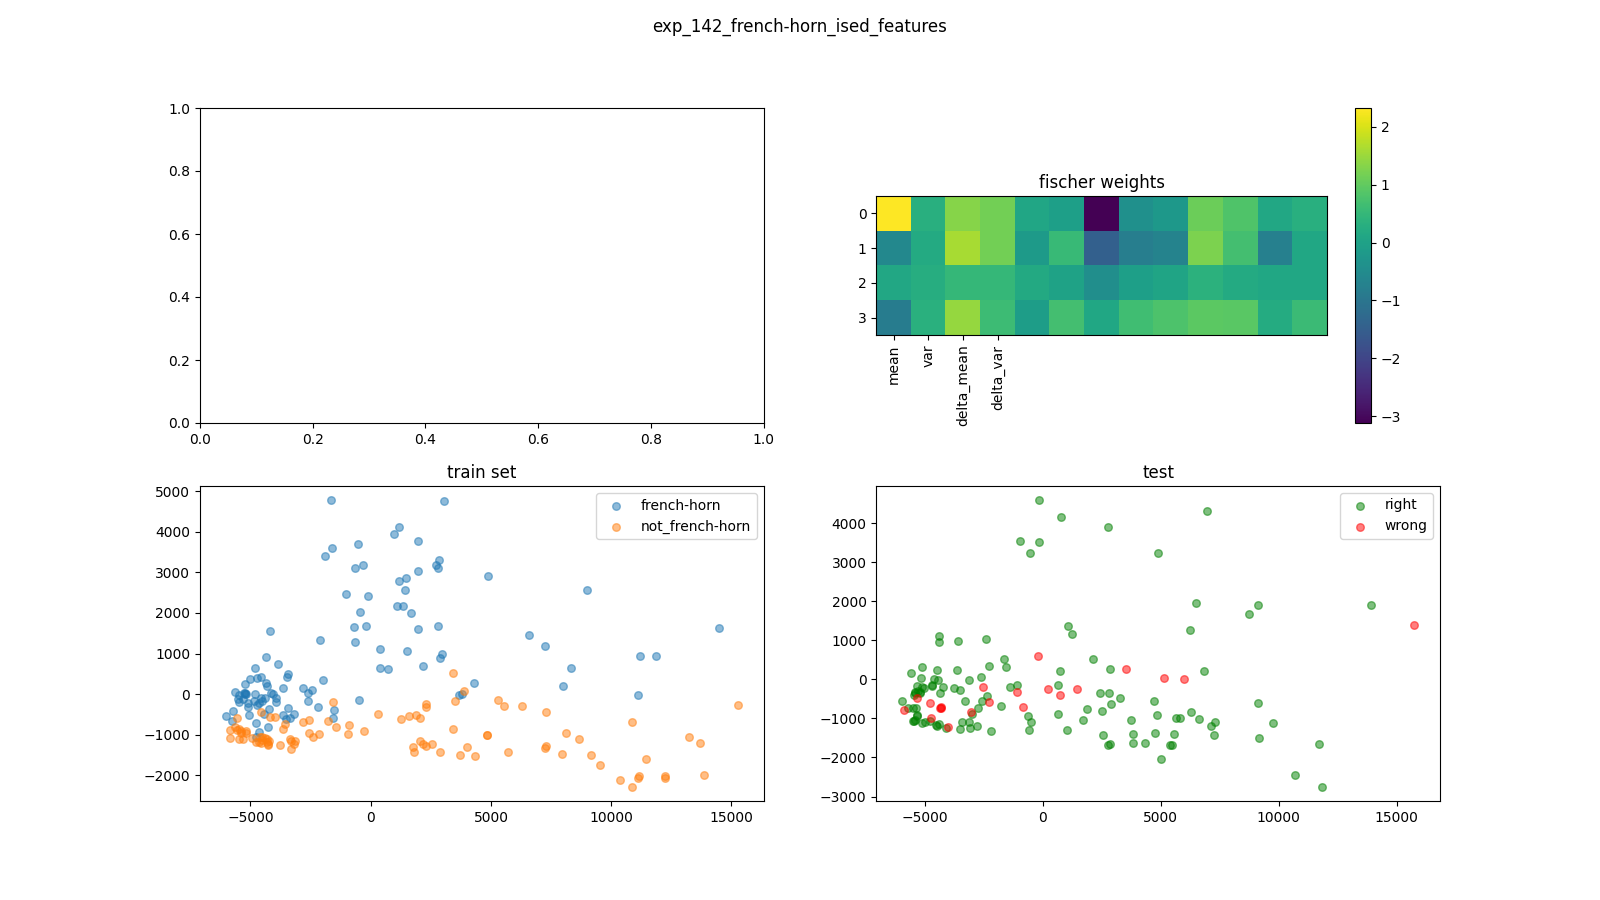 exp_142_french-horn_ised_features
1.0
0.8
0.6
0.4
0.2
0.0
0.0 0.2 0.4 0.6 0.8 1.0
fischer weights
0
1
2
3
mean var delta_mean delta_var
2
1
0
−1
−2
−3
train set
5000
4000
3000
2000
1000
0
−1000
−2000
−5000 0 5000 10000 15000
french-horn
not_french-horn
test
4000
3000
2000
1000
0
−1000
−2000
−3000
−5000 0 5000 10000 15000
right
wrong